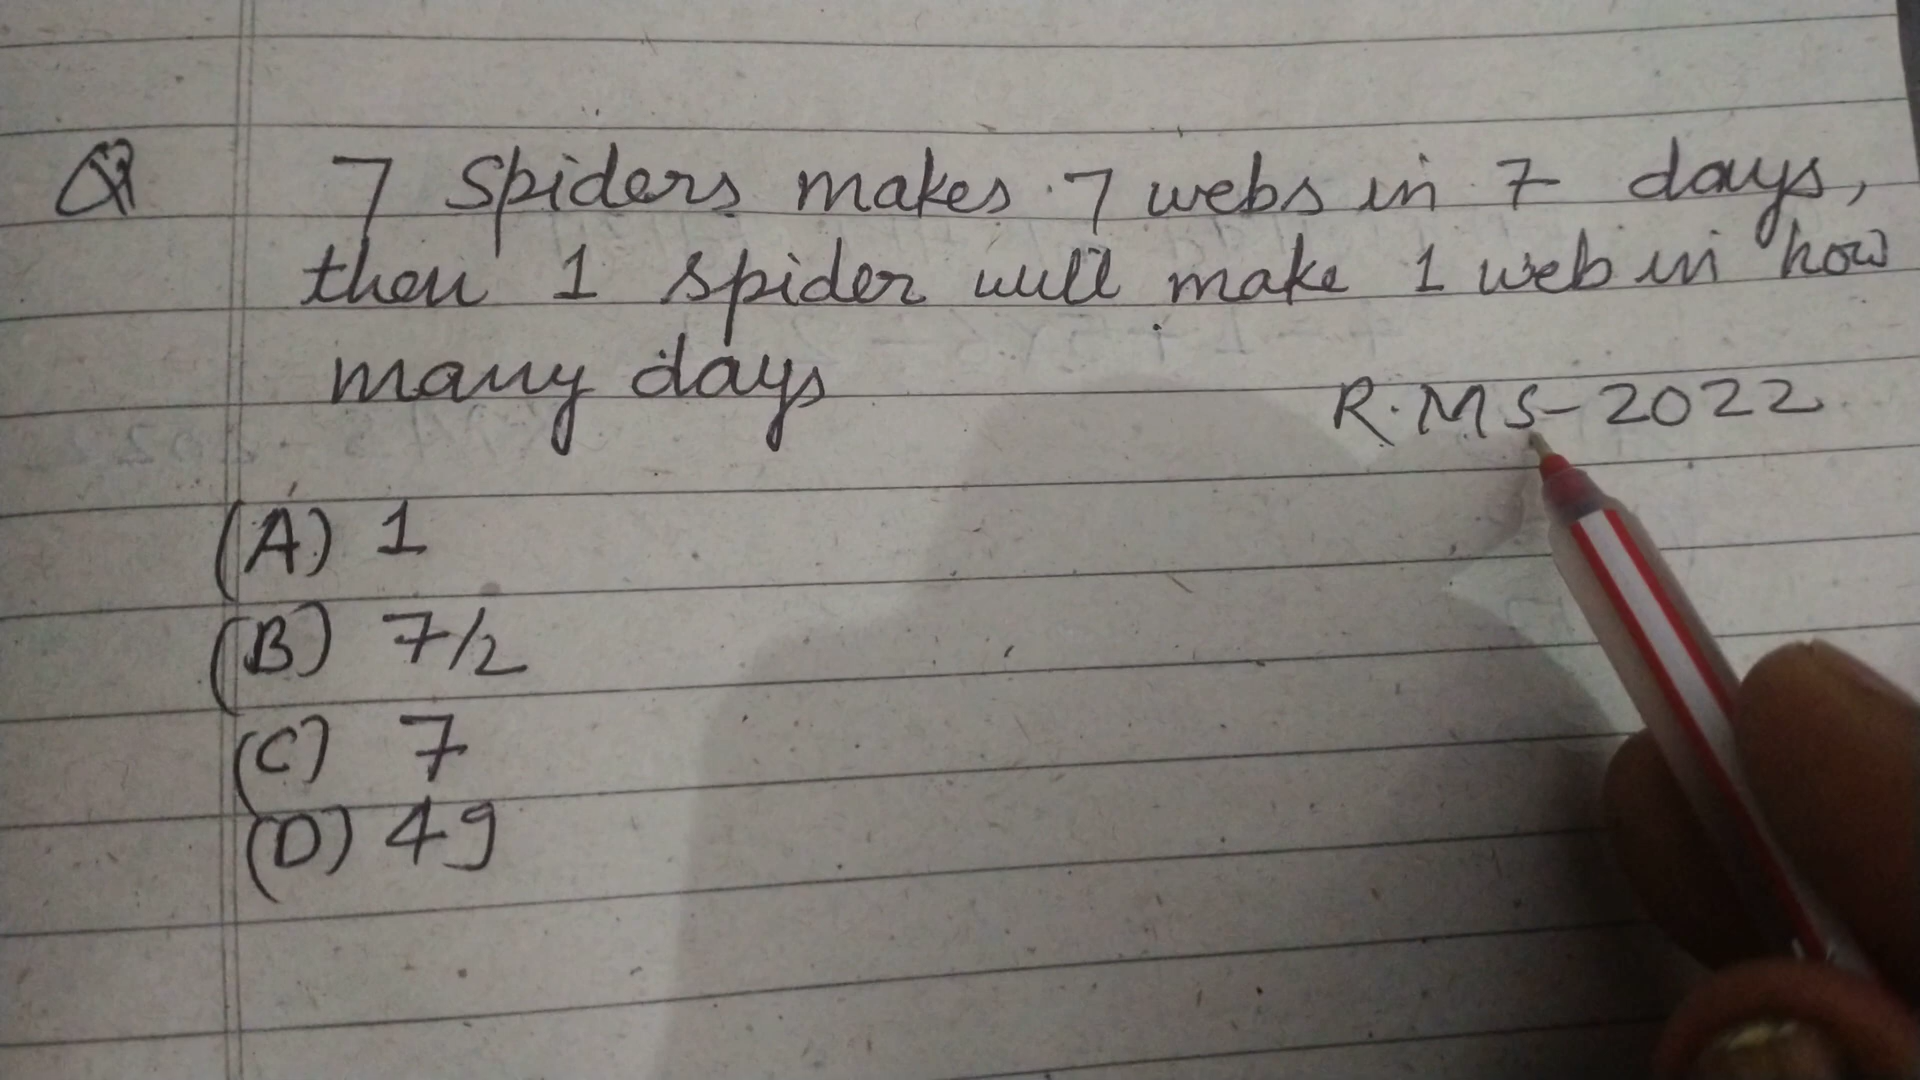 Q 7 Spiders makes 7 webs in 7 days,
then 1 spider will make 1 web in how
many days
R.MS-2022
(A) 1
(B) 7/2
(C) 7
(D) 49